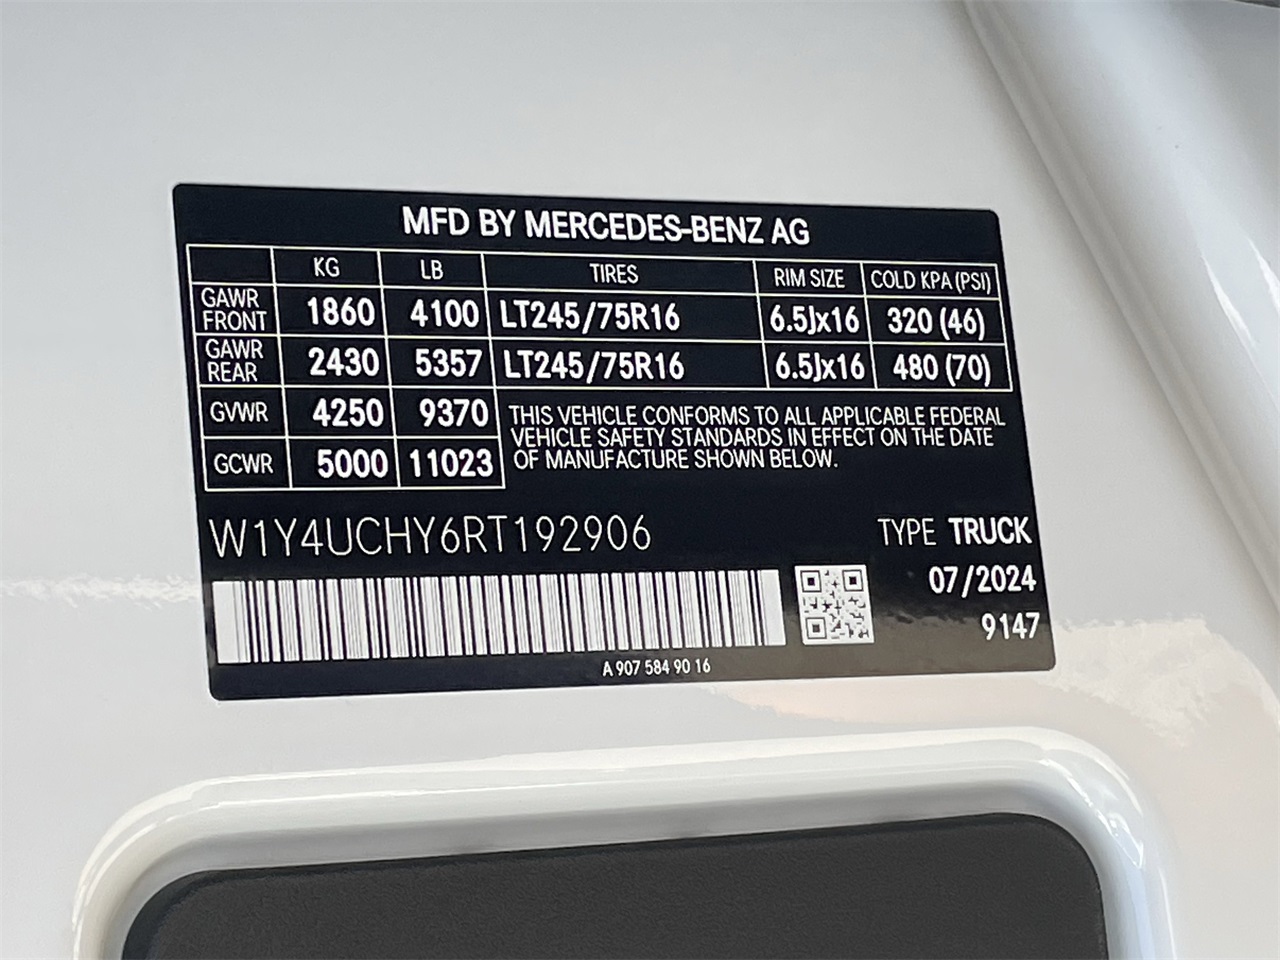 MFD BY MERCEDES-BENZ AG
KG LB TIRES RIM SIZE COLD KPA (PSI)
GAWR FRONT 1860 4100 LT245/75R16 6.5Jx16 320 (46)
GAWR REAR 2430 5357 LT245/75R16 6.5Jx16 480 (70)
GVWR 4250 9370
GCWR 5000 11023
THIS VEHICLE CONFORMS TO ALL APPLICABLE FEDERAL
VEHICLE SAFETY STANDARDS IN EFFECT ON THE DATE
OF MANUFACTURE SHOWN BELOW.
W1Y4UCHY6RT192906
TYPE TRUCK
07/2024
9147
A 907 584 90 16